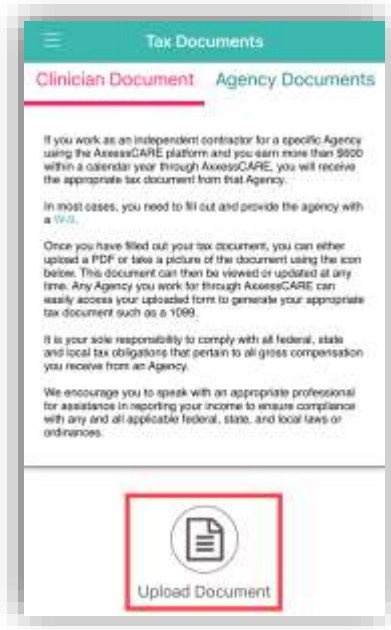 Tax Documents
Clinician Document Agency Documents
If you work as an independent contractor for a specific Agency
using the AxessCARE platform and you earn more than $600
within a calendar year through AxessCARE, you will receive
the appropriate tax document from that Agency.
In most cases, you need to fill out and provide the agency with
a W-9.
Once you have filled out your tax document, you can either
upload a PDF or take a picture of the document using the icon
below. This document can then be viewed or updated at any
time. Any Agency you work for through AxessCARE can
easily access your uploaded form to generate your appropriate
tax document such as a 1099.
It is your sole responsibility to comply with all federal, state
and local tax obligations that pertain to all gross compensation
you receive from an Agency.
We encourage you to speak with an appropriate professional
for assistance in reporting your income to ensure compliance
with any and all applicable federal, state, and local laws or
ordinances.
Upload Document